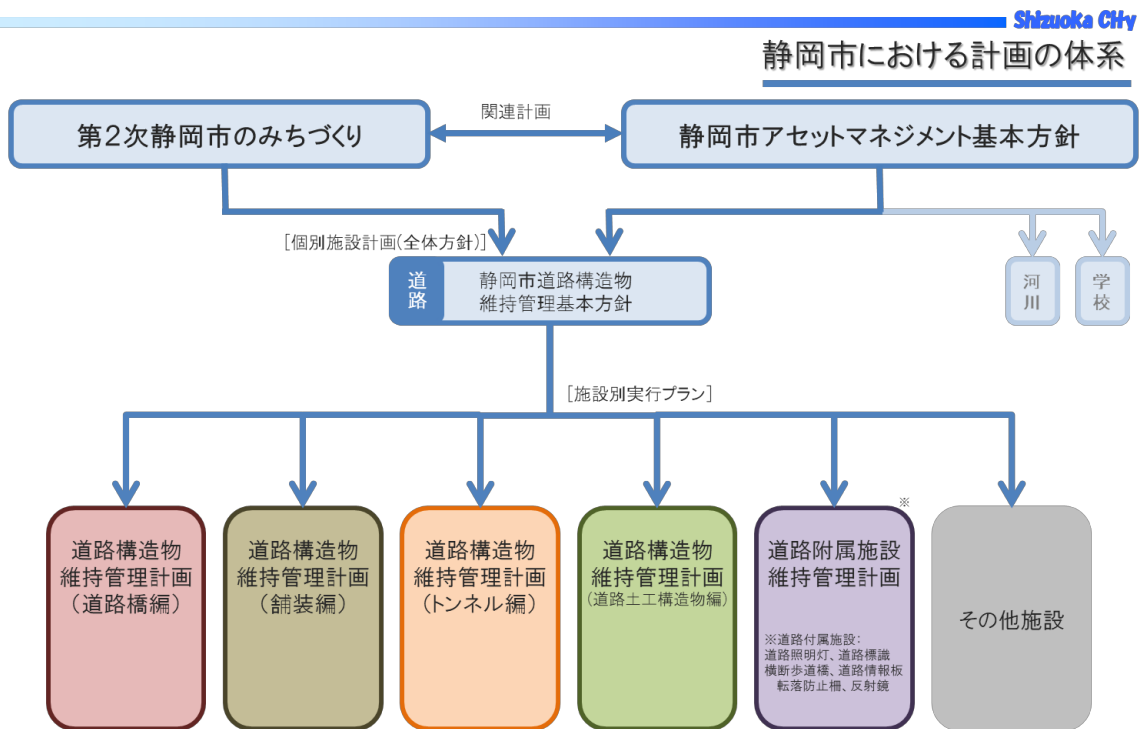 Shizuoka City
静岡市における計画の体系
第2次静岡市のみちづくり
関連計画
静岡市アセットマネジメント基本方針
[個別施設計画(全体方針)]
道路
静岡市道路構造物
維持管理基本方針
河川
学校
[施設別実行プラン]
道路構造物
維持管理計画
(道路橋編)
道路構造物
維持管理計画
(舗装編)
道路構造物
維持管理計画
(トンネル編)
道路構造物
維持管理計画
(道路土工構造物編)
※
道路附属施設
維持管理計画
※道路付属施設:
道路照明灯、道路標識
横断歩道橋、道路情報板
転落防止柵、反射鏡
その他施設